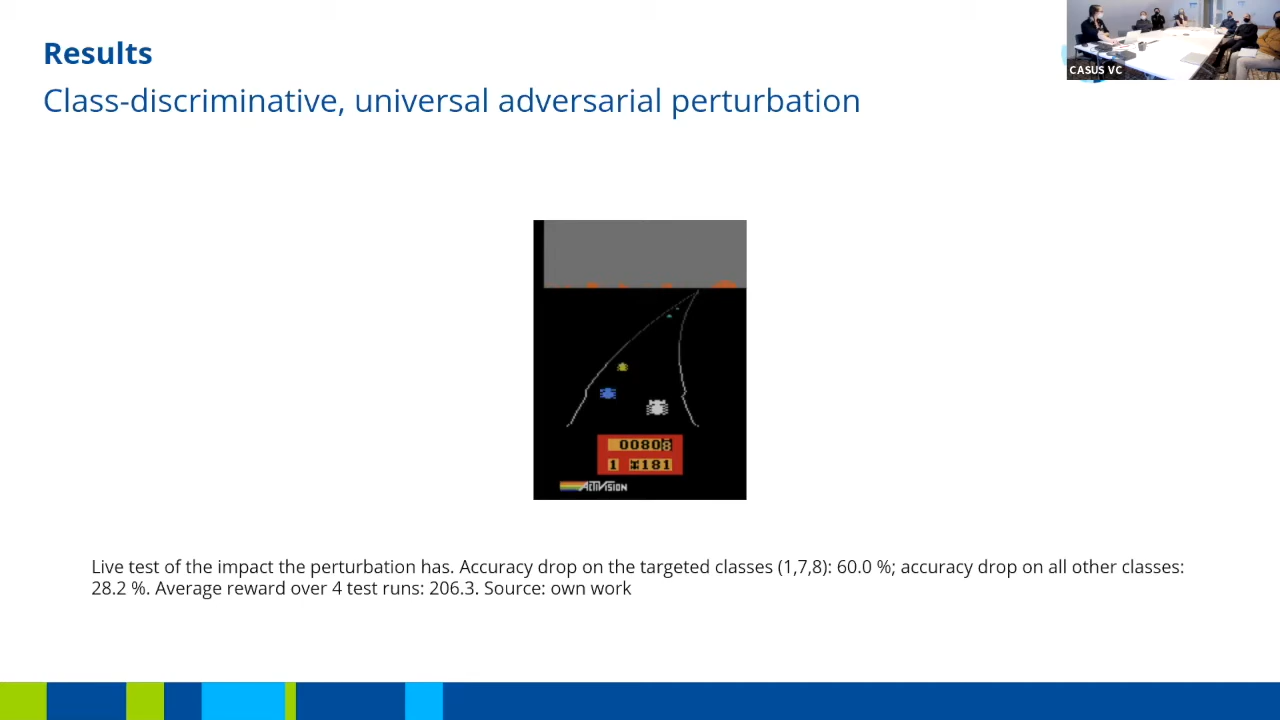 Results
Class-discriminative, universal adversarial perturbation
CASUS VC
0080
1 181
ACTIVISION
Live test of the impact the perturbation has. Accuracy drop on the targeted classes (1,7,8): 60.0 %; accuracy drop on all other classes:
28.2 %. Average reward over 4 test runs: 206.3. Source: own work